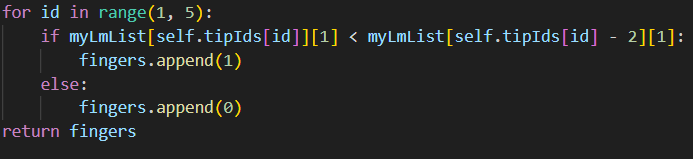 for id in range(1, 5):
    if myLmList[self.tipIds[id]][1] < myLmList[self.tipIds[id] - 2][1]:
        fingers.append(1)
    else:
        fingers.append(0)
return fingers